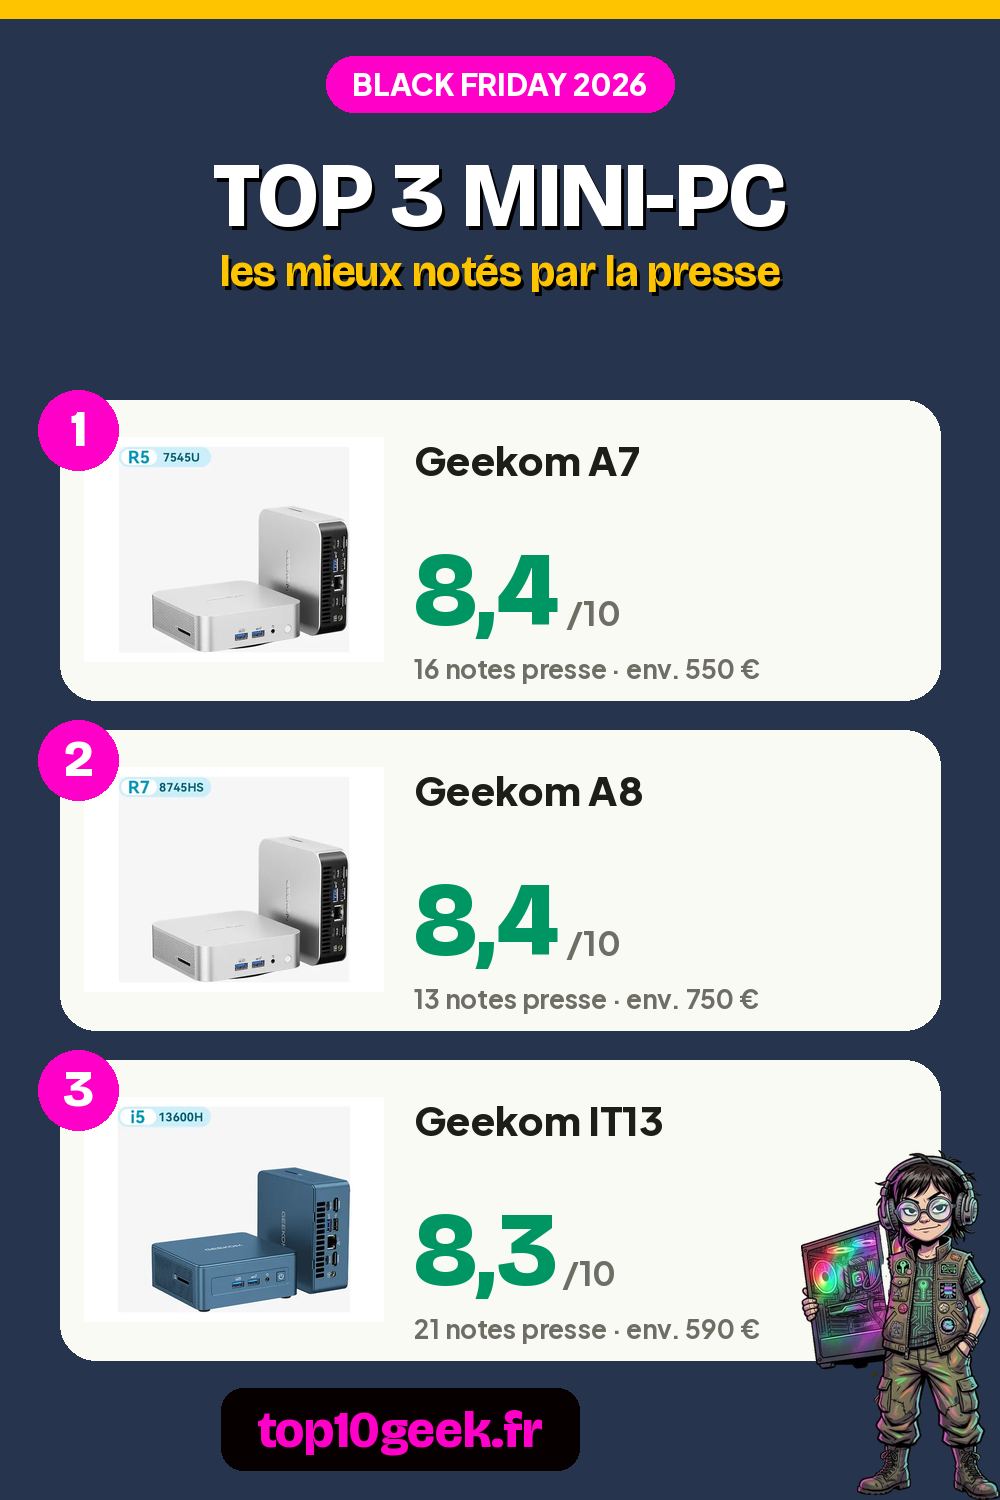 BLACK FRIDAY 2026
TOP 3 MINI-PC
les mieux notés par la presse
1
R5 7545U
Geekom A7
8,4 /10
16 notes presse · env. 550 €
2
R7 8745HS
Geekom A8
8,4 /10
13 notes presse · env. 750 €
3
i5 13600H
Geekom IT13
GEEKOM
GEEKOM
8,3 /10
21 notes presse · env. 590 €
top10geek.fr